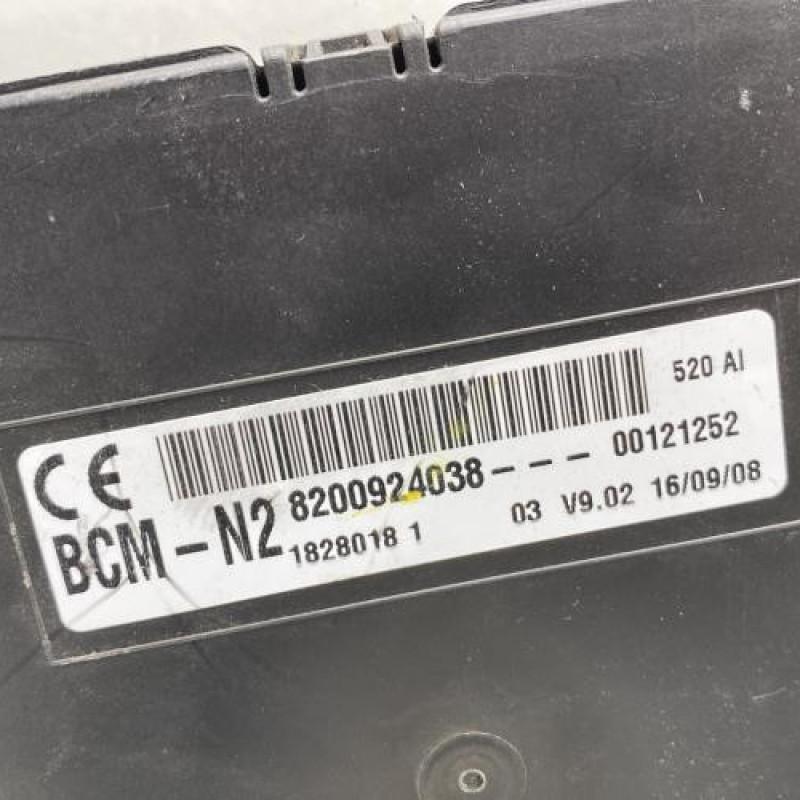 520 AI
CE
8200924038--- 00121252
BCM-N2
1828018 1 03 V9.02 16/09/08